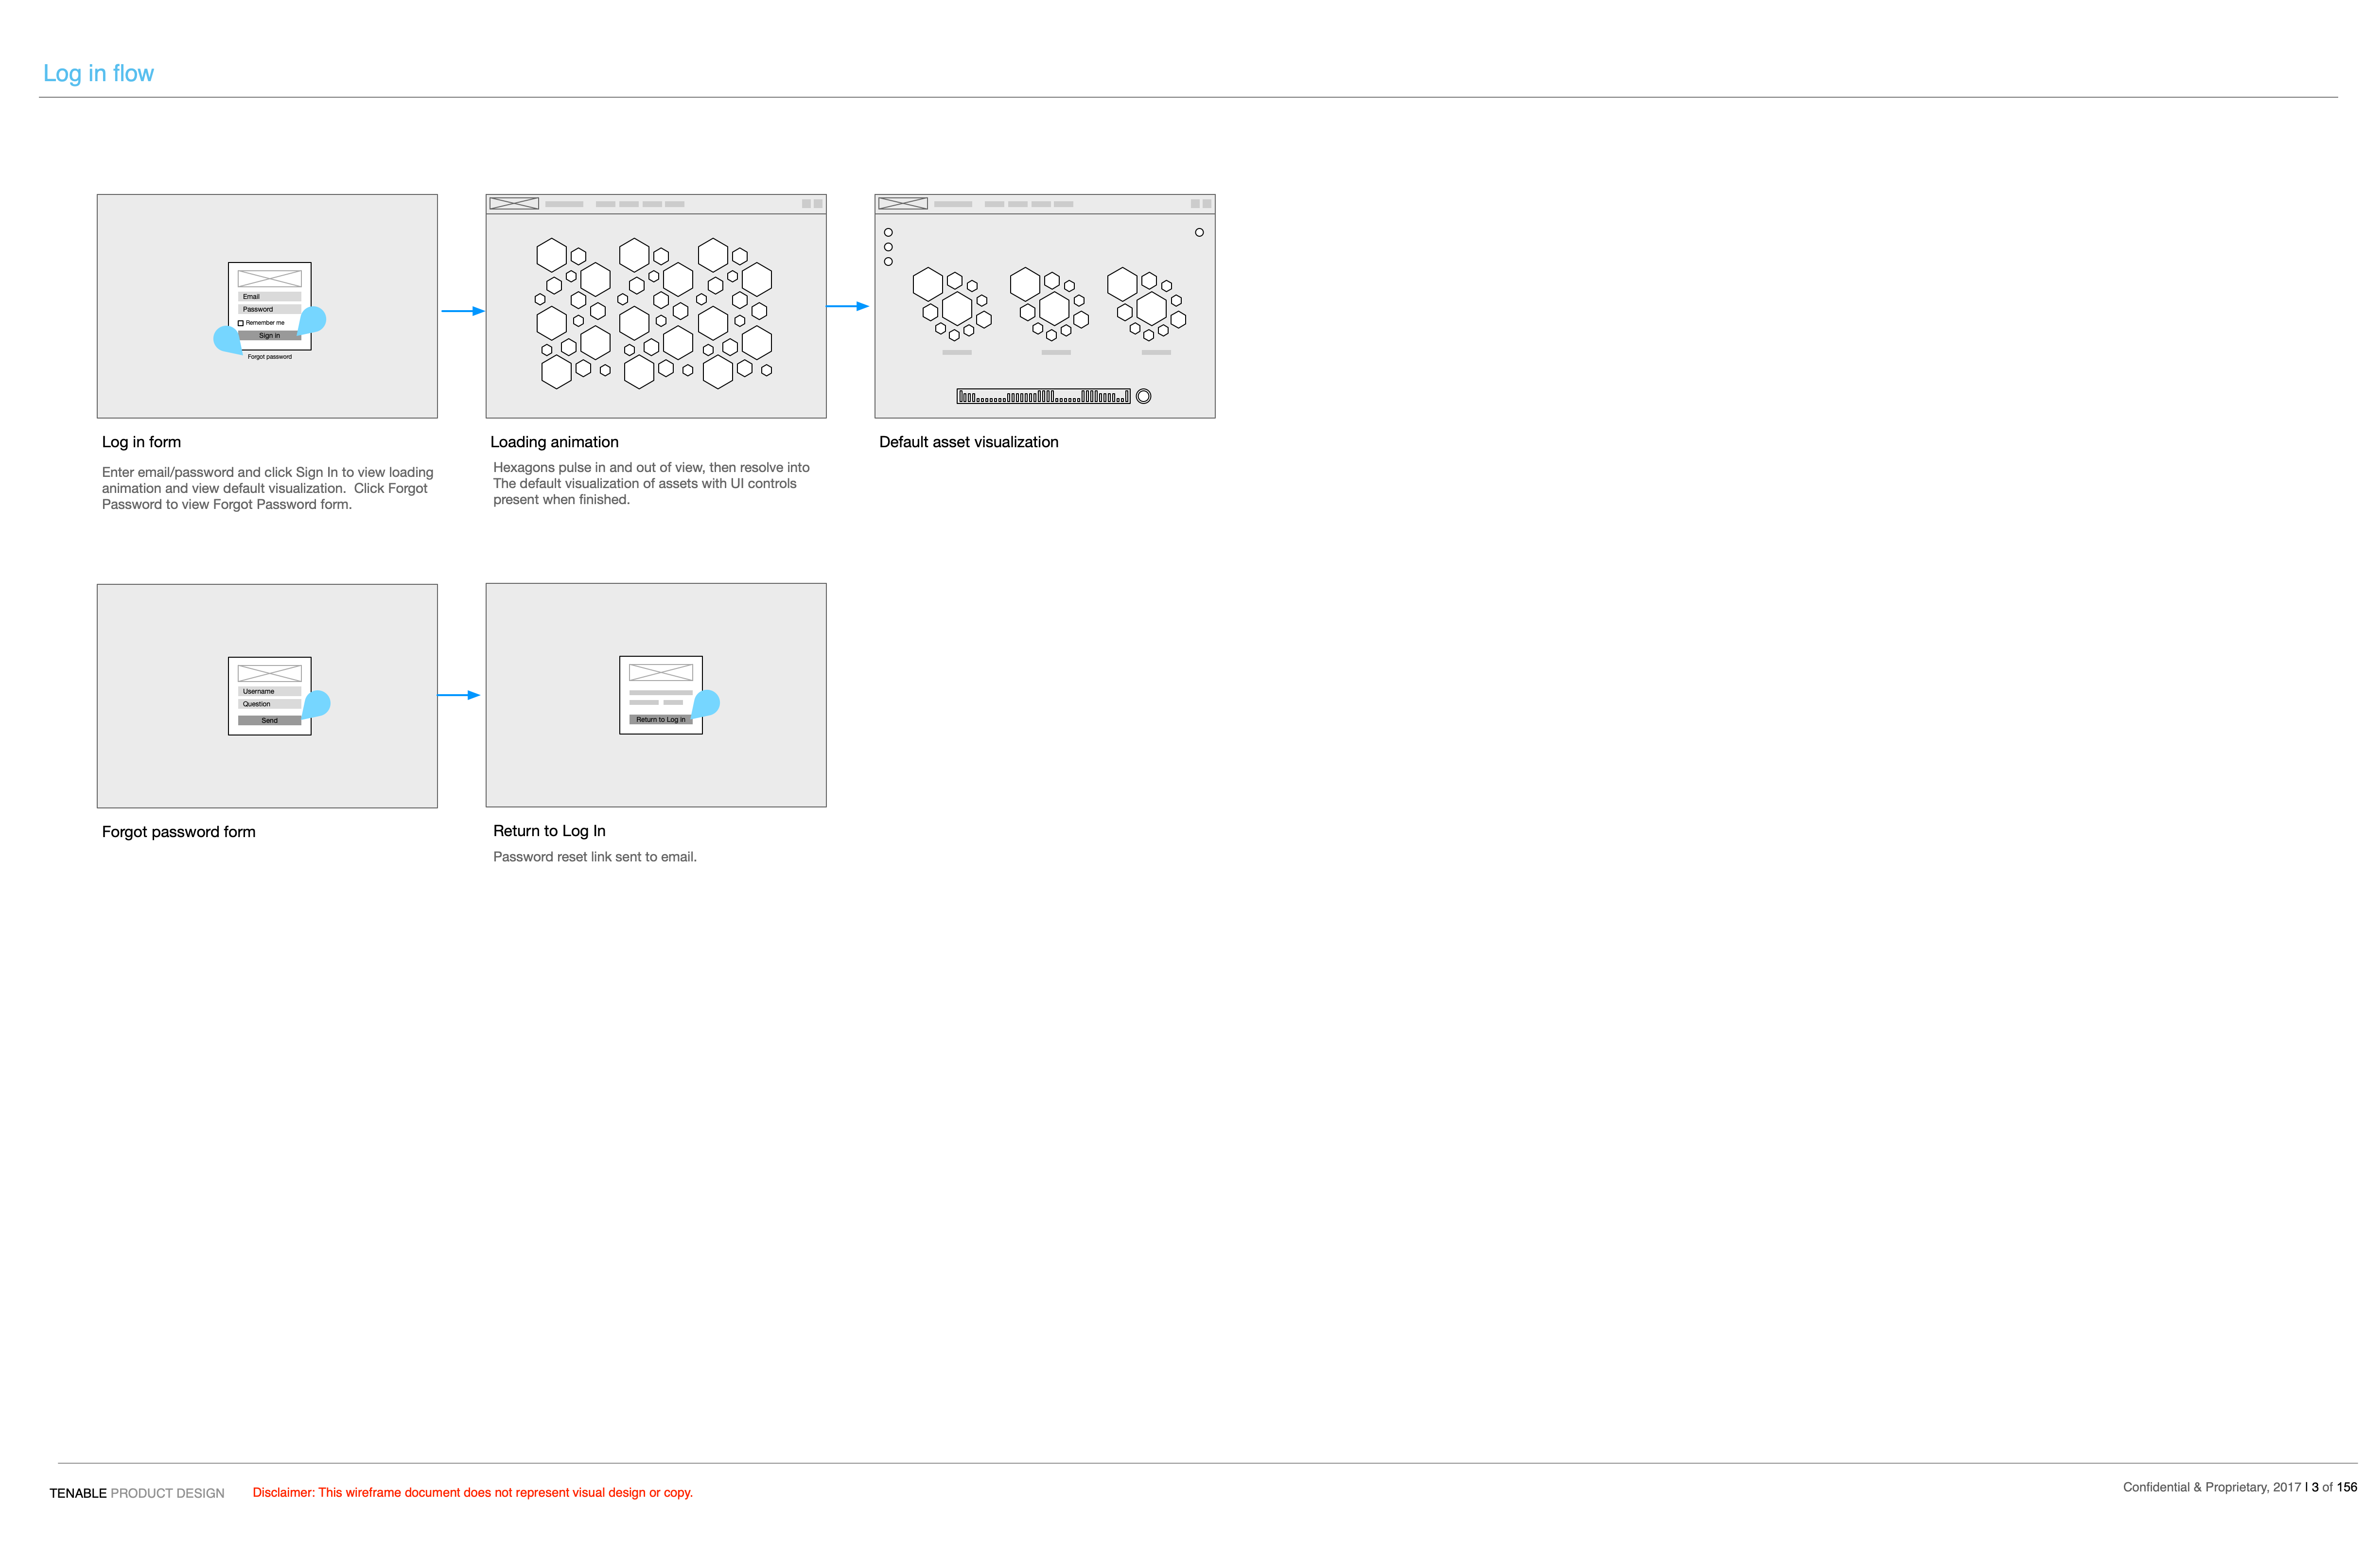 Log in flow
Email
Password
Remember me
Sign in
Forgot password
Log in form
Enter email/password and click Sign In to view loading
animation and view default visualization.  Click Forgot
Password to view Forgot Password form.
Loading animation
Hexagons pulse in and out of view, then resolve into
The default visualization of assets with UI controls
present when finished.
Default asset visualization
Username
Question
Send
Forgot password form
Return to Log in
Return to Log In
Password reset link sent to email.
TENABLE PRODUCT DESIGN
Disclaimer: This wireframe document does not represent visual design or copy.
Confidential & Proprietary, 2017 | 3 of 156